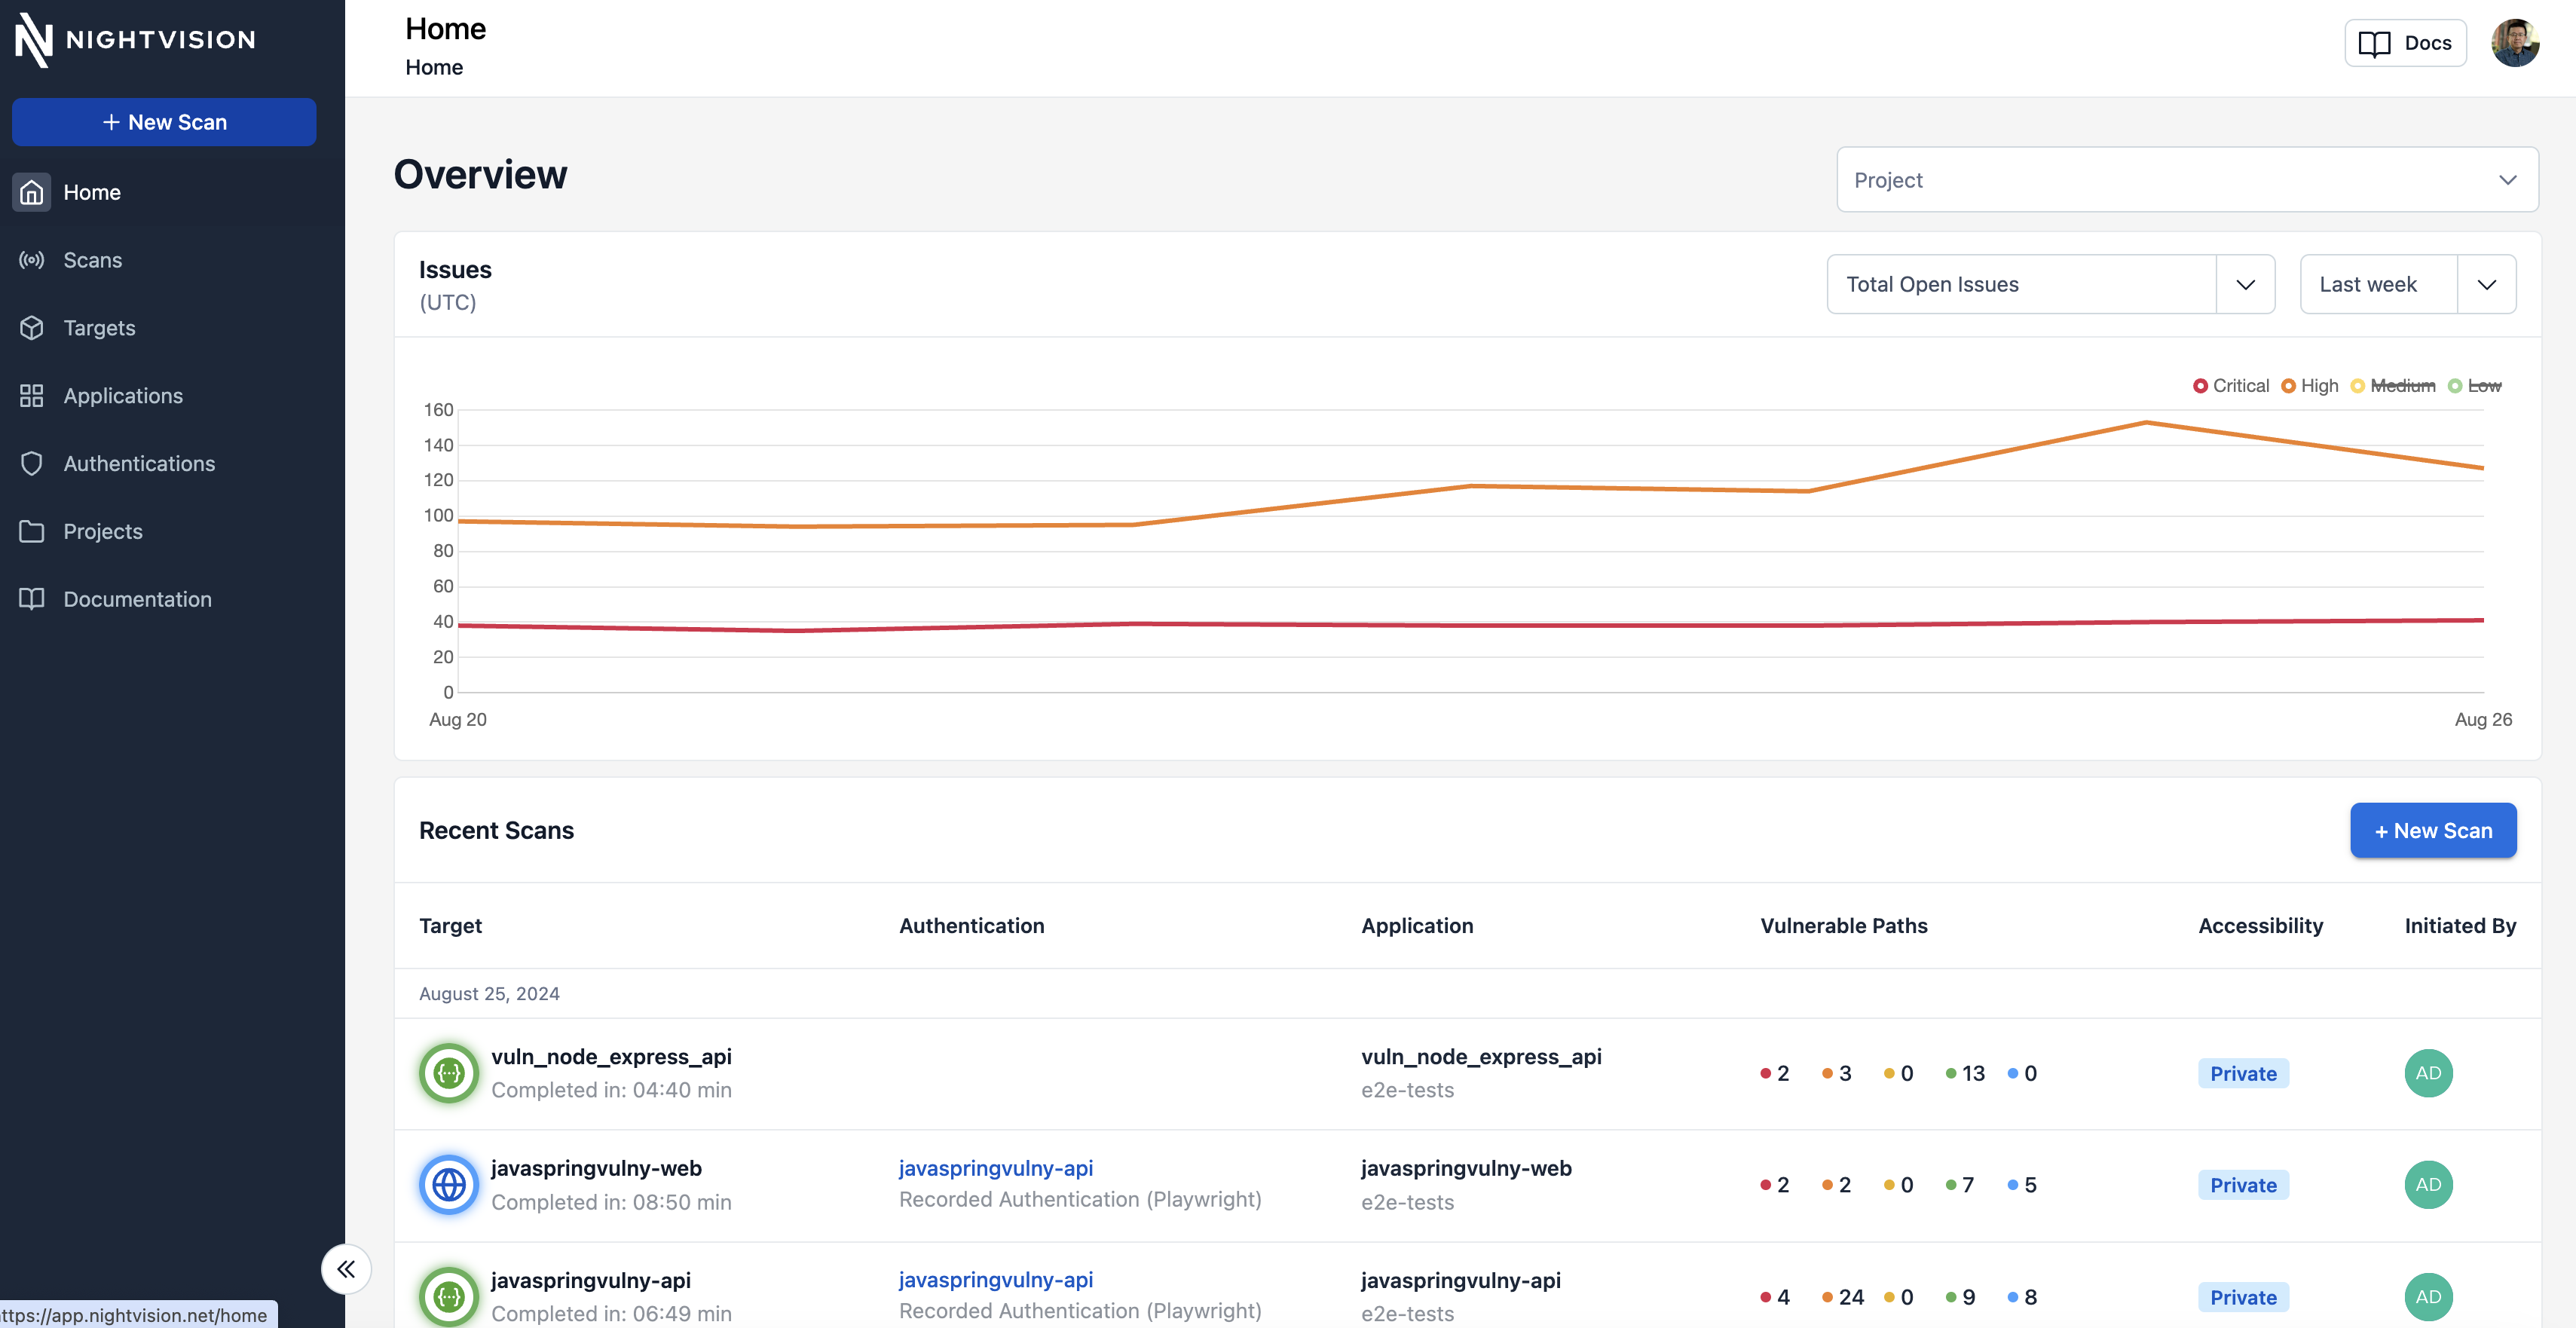 NIGHTVISION
+ New Scan
Home
Scans
Targets
Applications
Authentications
Projects
Documentation
ttps://app.nightvision.net/home
Home
Home
Docs
Overview
Project
Issues
(UTC)
Total Open Issues
Last week
Critical High Medium Low
160
140
120
100
80
60
40
20
0
Aug 20 Aug 26
Recent Scans
+ New Scan
Target Authentication Application Vulnerable Paths Accessibility Initiated By
August 25, 2024
vuln_node_express_api
Completed in: 04:40 min
vuln_node_express_api
e2e-tests
2 3 0 13 0
Private
AD
javaspringvulny-web
Completed in: 08:50 min
javaspringvulny-api
Recorded Authentication (Playwright)
javaspringvulny-web
e2e-tests
2 2 0 7 5
Private
AD
javaspringvulny-api
Completed in: 06:49 min
javaspringvulny-api
Recorded Authentication (Playwright)
javaspringvulny-api
e2e-tests
4 24 0 9 8
Private
AD